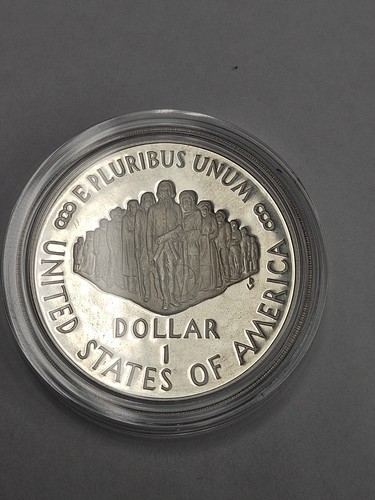 E PLURIBUS UNUM
DOLLAR
1
UNITED STATES OF AMERICA